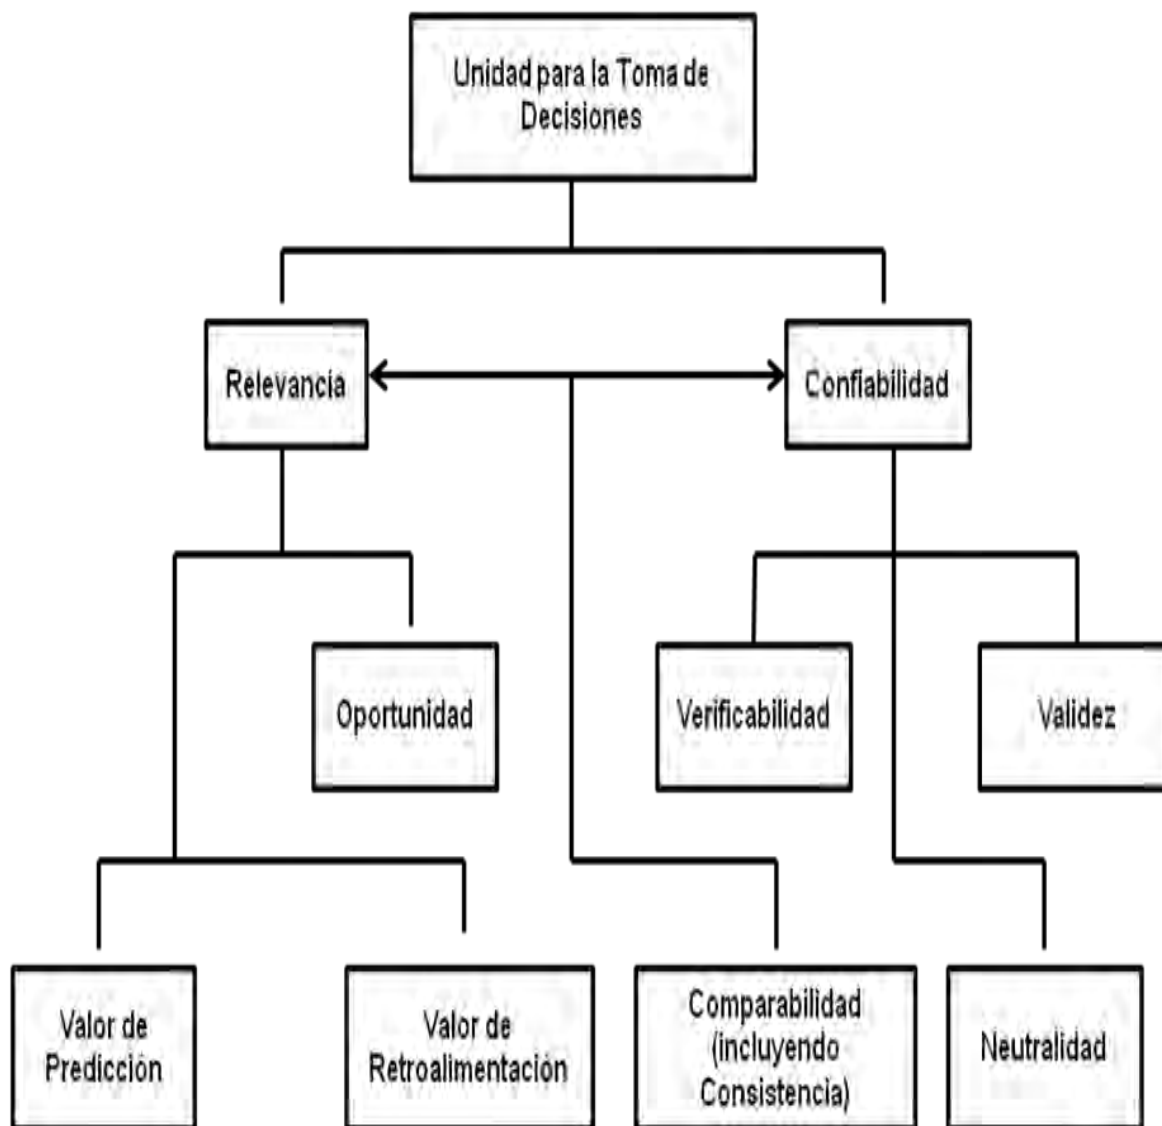 Unidad para la Toma de
Decisiones
Relevancia
Confiabilidad
Oportunidad
Verificabilidad
Validez
Valor de
Predicción
Valor de
Retroalimentación
Comparabilidad
(incluyendo
Consistencia)
Neutralidad